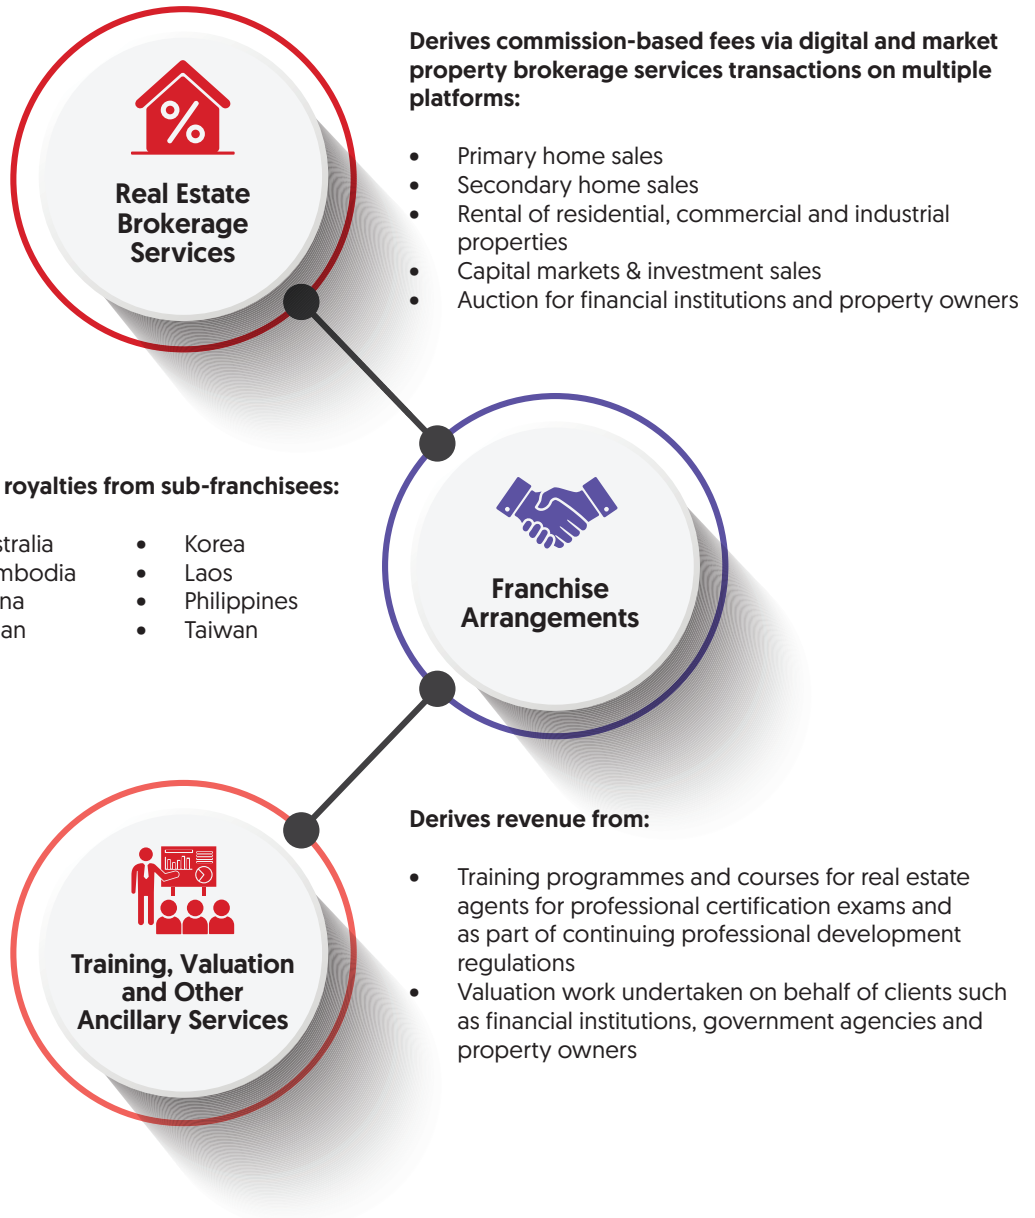 Derives commission-based fees via digital and market
property brokerage services transactions on multiple
platforms:
• Primary home sales
• Secondary home sales
• Rental of residential, commercial and industrial
properties
• Capital markets & investment sales
• Auction for financial institutions and property owners
Real Estate
Brokerage
Services
royalties from sub-franchisees:
stralia
mbodia
na
an
• Korea
• Laos
• Philippines
• Taiwan
Franchise
Arrangements
Derives revenue from:
• Training programmes and courses for real estate
agents for professional certification exams and
as part of continuing professional development
regulations
• Valuation work undertaken on behalf of clients such
as financial institutions, government agencies and
property owners
Training, Valuation
and Other
Ancillary Services